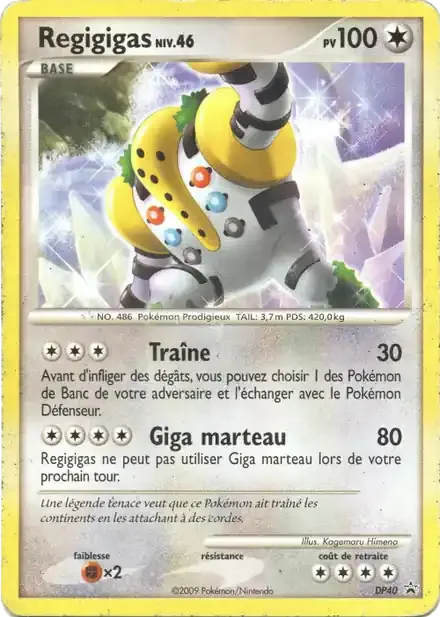 Regigigas NIV.46 PV 100
BASE
NO. 486 Pokémon Prodigieux TAIL: 3,7 m PDS: 420,0 kg
Traîne 30
Avant d'infliger des dégâts, vous pouvez choisir 1 des Pokémon
de Banc de votre adversaire et l'échanger avec le Pokémon
Défenseur.
Giga marteau 80
Regigigas ne peut pas utiliser Giga marteau lors de votre
prochain tour.
Une légende tenace veut que ce Pokémon ait traîné les
continents en les attachant à des cordes.
Illus. Kagemaru Himeno
faiblesse résistance coût de retraite
×2
©2009 Pokémon/Nintendo DP40